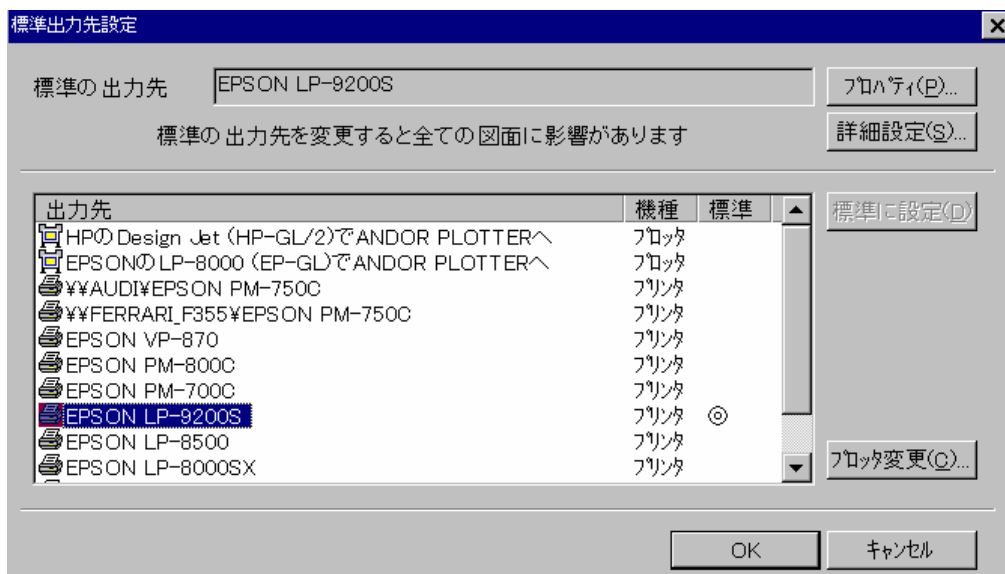 標準出力先設定
標準の出力先 EPSON LP-9200S ﾌﾟﾛﾊﾟﾃｨ(P)...
標準の出力先を変更すると全ての図面に影響があります 詳細設定(S)...
出力先 機種 標準 標準に設定(D)
HPのDesign Jet (HP-GL/2)でANDOR PLOTTERへ ﾌﾟﾛｯﾀ
EPSONのLP-8000 (EP-GL)でANDOR PLOTTERへ ﾌﾟﾛｯﾀ
¥¥AUDI¥EPSON PM-750C ﾌﾟﾘﾝﾀ
¥¥FERRARI_F355¥EPSON PM-750C ﾌﾟﾘﾝﾀ
EPSON VP-870 ﾌﾟﾘﾝﾀ
EPSON PM-800C ﾌﾟﾘﾝﾀ
EPSON PM-700C ﾌﾟﾘﾝﾀ
EPSON LP-9200S ﾌﾟﾘﾝﾀ ◎
EPSON LP-8500 ﾌﾟﾘﾝﾀ
EPSON LP-8000SX ﾌﾟﾘﾝﾀ
ﾌﾟﾛｯﾀ変更(C)...
OK ｷｬﾝｾﾙ